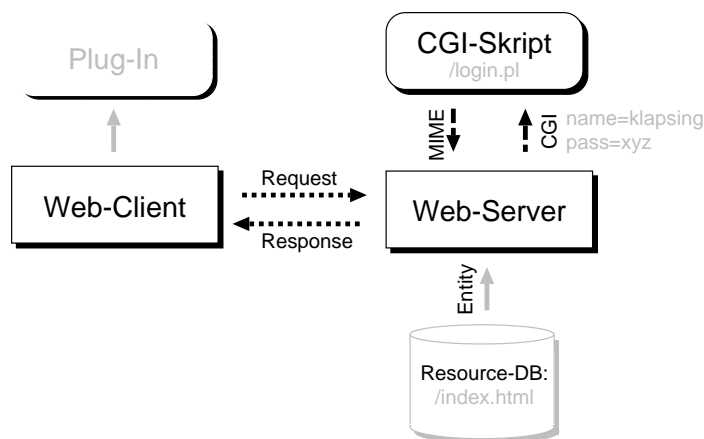 Plug-In
CGI-Skript
/login.pl
MIME
CGI
name=klapsing
pass=xyz
Web-Client
Request
Response
Web-Server
Entity
Resource-DB:
/index.html